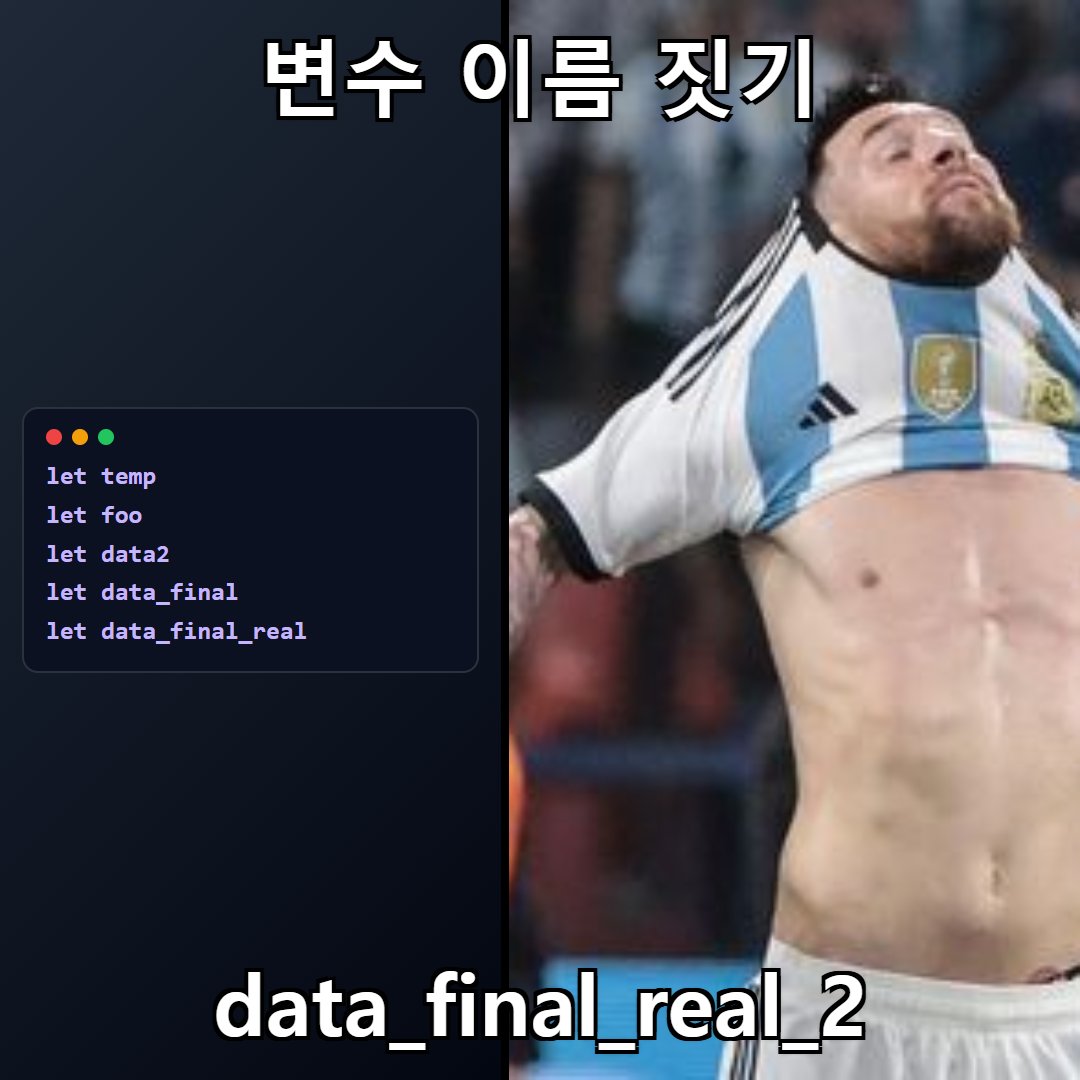 변수 이름 짓기
let temp
let foo
let data2
let data_final
let data_final_real
data_final_real_2